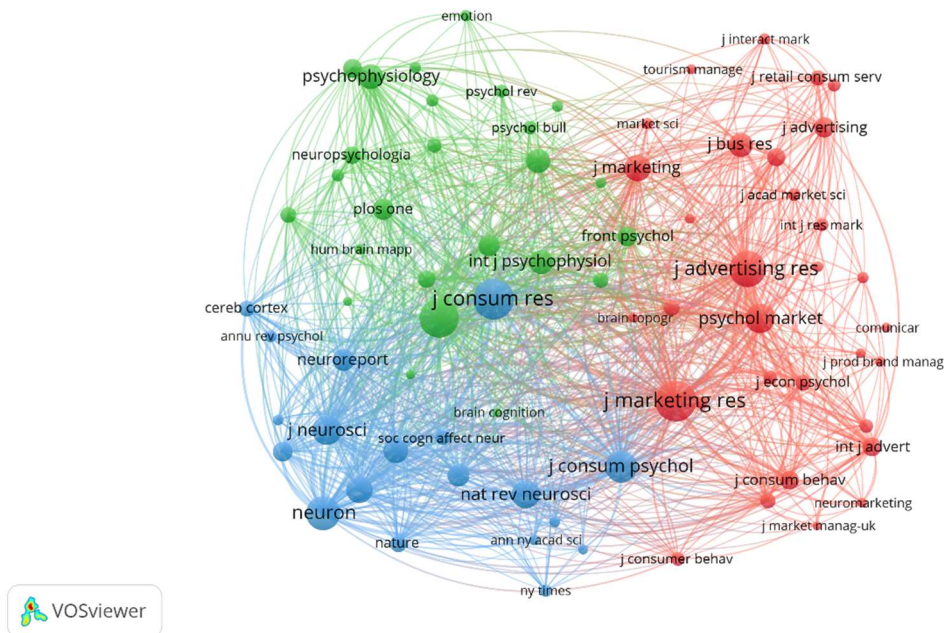 emotion
j interact mark
tourism manage
psychophysiology
j retail consum serv
psychol rev
market sci
psychol bull
j advertising
j bus res
neuropsychologia
j marketing
j acad market sci
plos one
int j res mark
front psychol
hum brain mapp
int j psychophysiol
j advertising res
j consum res
cereb cortex
brain topogr
psychol market
comunicar
annu rev psychol
neuroreport
j prod brand manag
j econ psychol
j marketing res
brain cognition
j neurosci
soc cogn affect neur
int j advert
j consum psychol
j consum behav
nat rev neurosci
neuromarketing
neuron
j market manag-uk
nature
ann ny acad sci
j consumer behav
ny times
VOSviewer